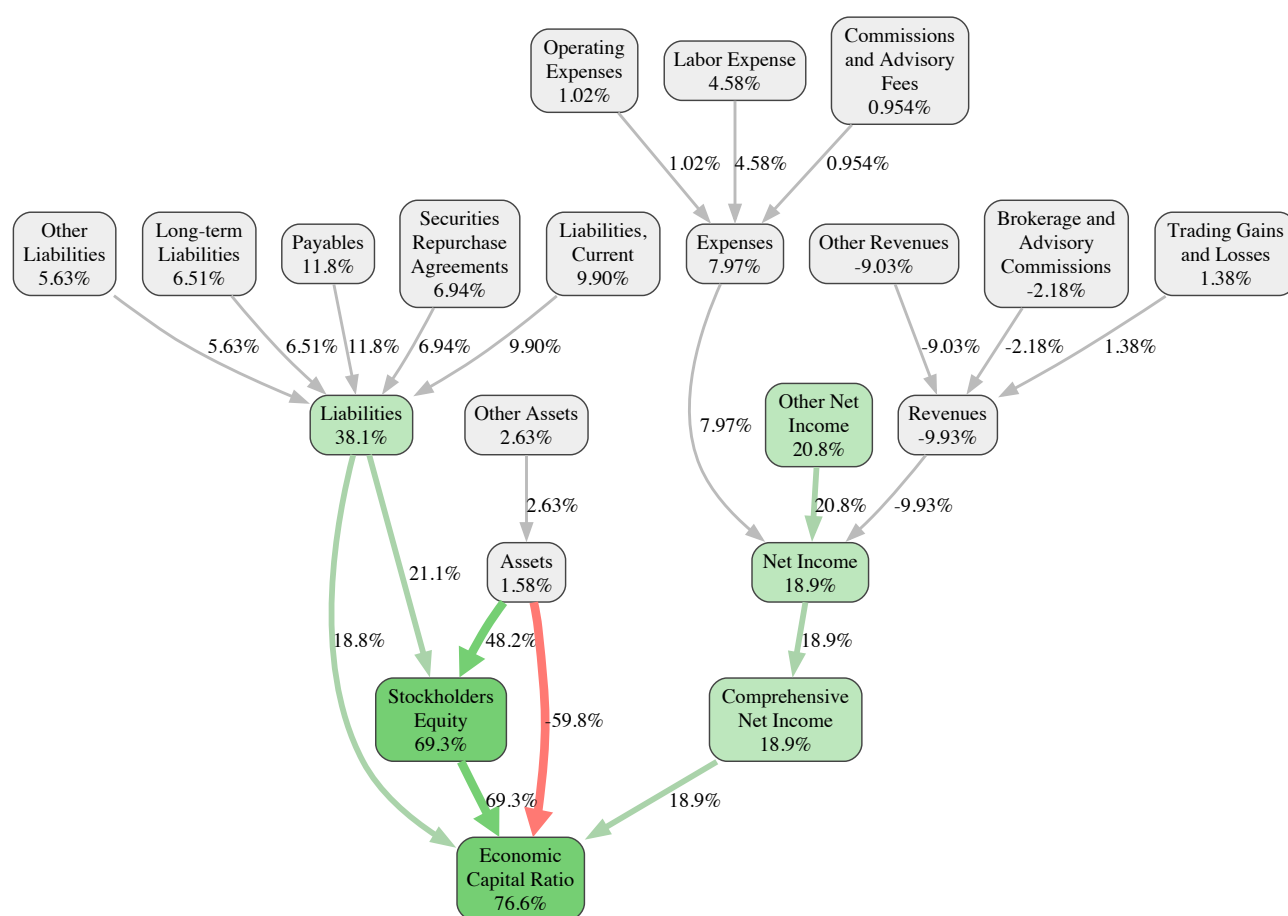 Operating
Expenses
1.02%
Labor Expense
4.58%
Commissions
and Advisory
Fees
0.954%
1.02%
4.58%
0.954%
Other
Liabilities
5.63%
Long-term
Liabilities
6.51%
Payables
11.8%
Securities
Repurchase
Agreements
6.94%
Liabilities,
Current
9.90%
Expenses
7.97%
Other Revenues
-9.03%
Brokerage and
Advisory
Commissions
-2.18%
Trading Gains
and Losses
1.38%
5.63%
6.51%
11.8%
6.94%
9.90%
-9.03%
-2.18%
1.38%
Liabilities
38.1%
Other Assets
2.63%
7.97%
Other Net
Income
20.8%
Revenues
-9.93%
2.63%
20.8%
-9.93%
Assets
1.58%
Net Income
18.9%
21.1%
18.8%
48.2%
18.9%
Stockholders
Equity
69.3%
-59.8%
Comprehensive
Net Income
18.9%
69.3%
18.9%
Economic
Capital Ratio
76.6%